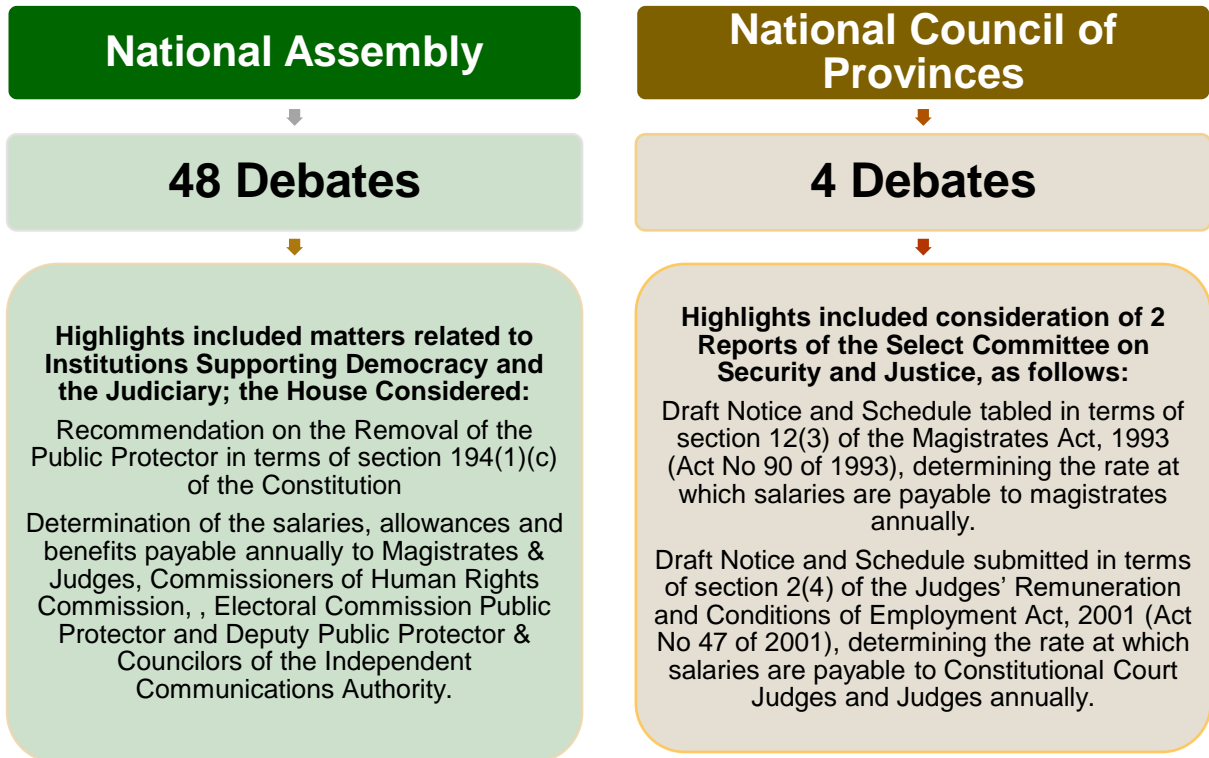 National Assembly
48 Debates
Highlights included matters related to
Institutions Supporting Democracy and
the Judiciary; the House Considered:
Recommendation on the Removal of the
Public Protector in terms of section 194(1)(c)
of the Constitution
Determination of the salaries, allowances and
benefits payable annually to Magistrates &
Judges, Commissioners of Human Rights
Commission, , Electoral Commission Public
Protector and Deputy Public Protector &
Councilors of the Independent
Communications Authority.
National Council of
Provinces
4 Debates
Highlights included consideration of 2
Reports of the Select Committee on
Security and Justice, as follows:
Draft Notice and Schedule tabled in terms of
section 12(3) of the Magistrates Act, 1993
(Act No 90 of 1993), determining the rate at
which salaries are payable to magistrates
annually.
Draft Notice and Schedule submitted in terms
of section 2(4) of the Judges’ Remuneration
and Conditions of Employment Act, 2001 (Act
No 47 of 2001), determining the rate at which
salaries are payable to Constitutional Court
Judges and Judges annually.